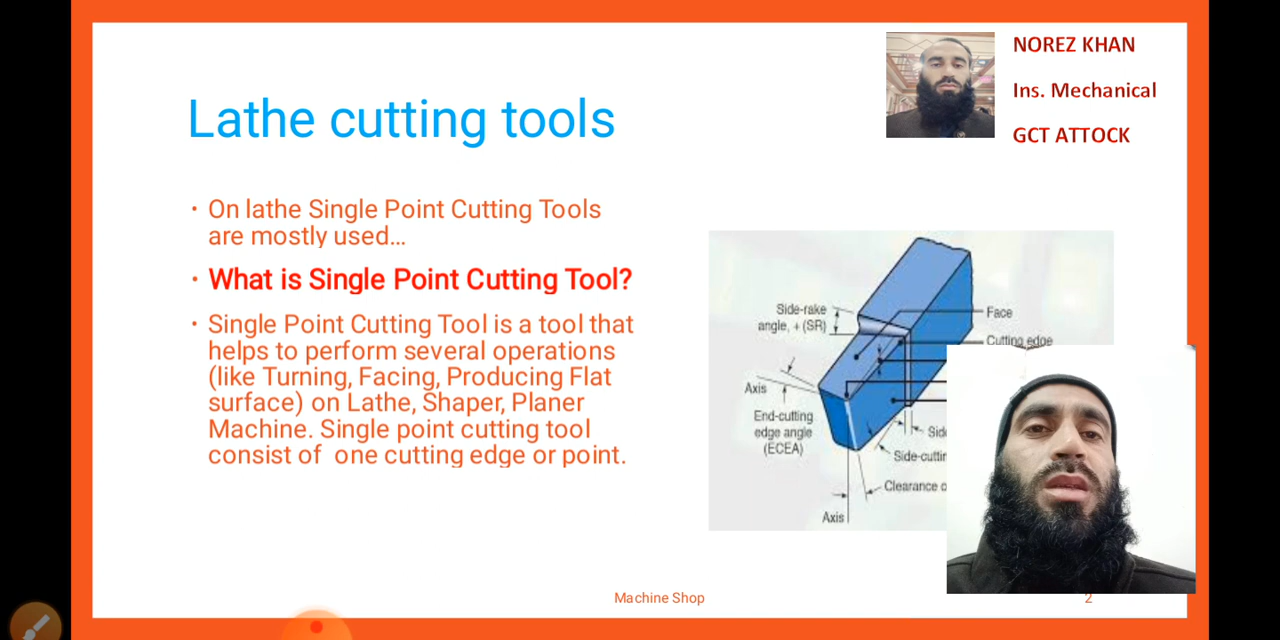 NOREZ KHAN
Ins. Mechanical
GCT ATTOCK
Lathe cutting tools
• On lathe Single Point Cutting Tools
are mostly used...
• What is Single Point Cutting Tool?
• Single Point Cutting Tool is a tool that
helps to perform several operations
(like Turning, Facing, Producing Flat
surface) on Lathe, Shaper, Planer
Machine. Single point cutting tool
consist of one cutting edge or point.
Side-rake
angle, + (SR)
Face
Cutting edge
Axis
End-cutting
edge angle
(ECEA)
Side-cuttin
Clearance
Axis
Machine Shop
2